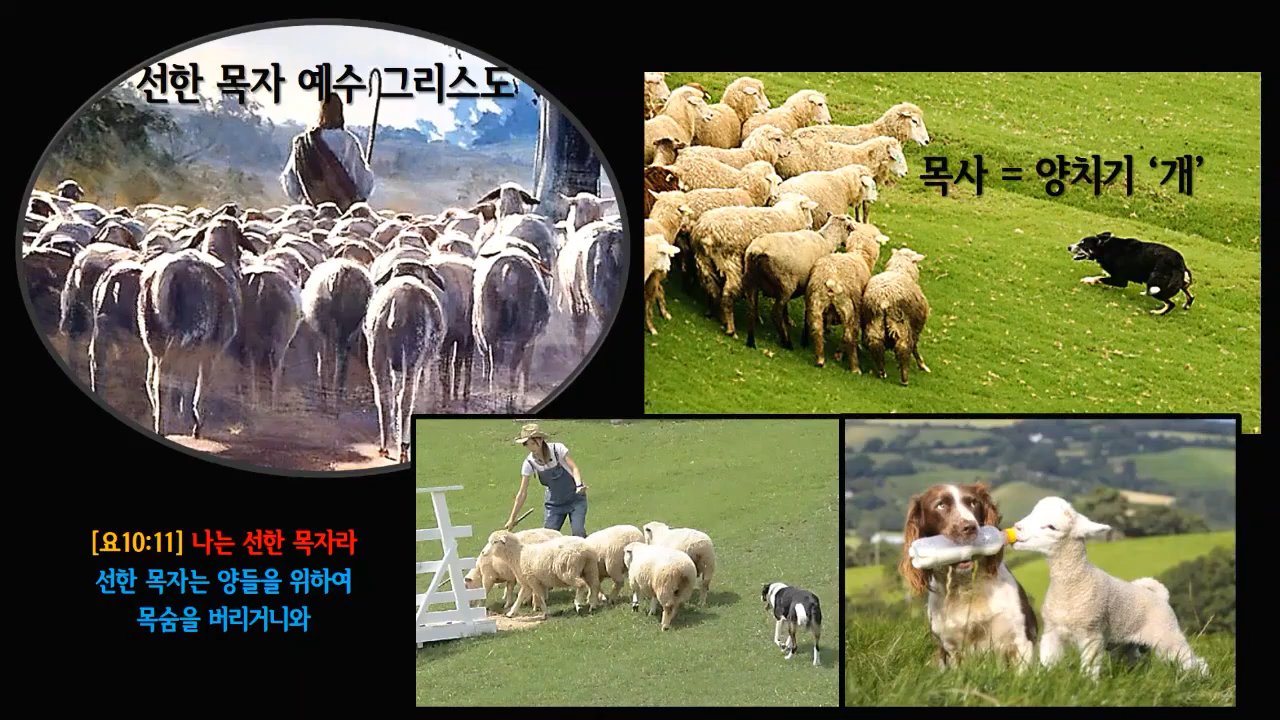 선한 목자 예수 그리스도
목사 = 양치기 ‘개’
[요10:11] 나는 선한 목자라
선한 목자는 양들을 위하여
목숨을 버리거니와